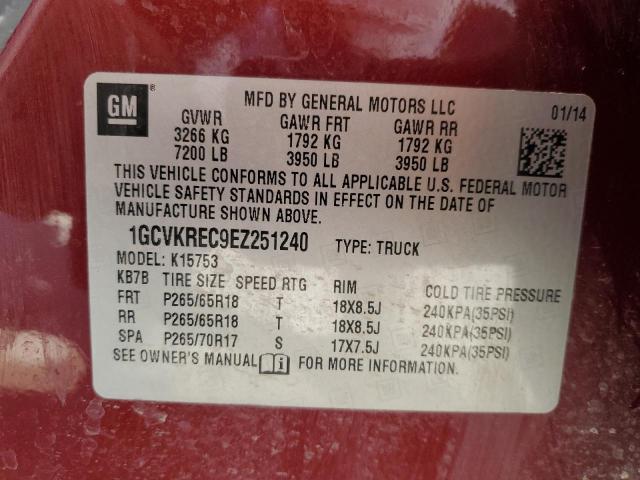 GM
MFD BY GENERAL MOTORS LLC
01/14
GVWR GAWR FRT GAWR RR
3266 KG 1792 KG 1792 KG
7200 LB 3950 LB 3950 LB
THIS VEHICLE CONFORMS TO ALL APPLICABLE U.S. FEDERAL MOTOR
VEHICLE SAFETY STANDARDS IN EFFECT ON THE DATE OF
MANUFACTURE SHOWN ABOVE.
1GCVKREC9EZ251240 TYPE: TRUCK
MODEL: K15753
KB7B TIRE SIZE SPEED RTG RIM COLD TIRE PRESSURE
FRT P265/65R18 T 18X8.5J 240KPA(35PSI)
RR P265/65R18 T 18X8.5J 240KPA(35PSI)
SPA P265/70R17 S 17X7.5J 240KPA(35PSI)
SEE OWNER'S MANUAL i FOR MORE INFORMATION.